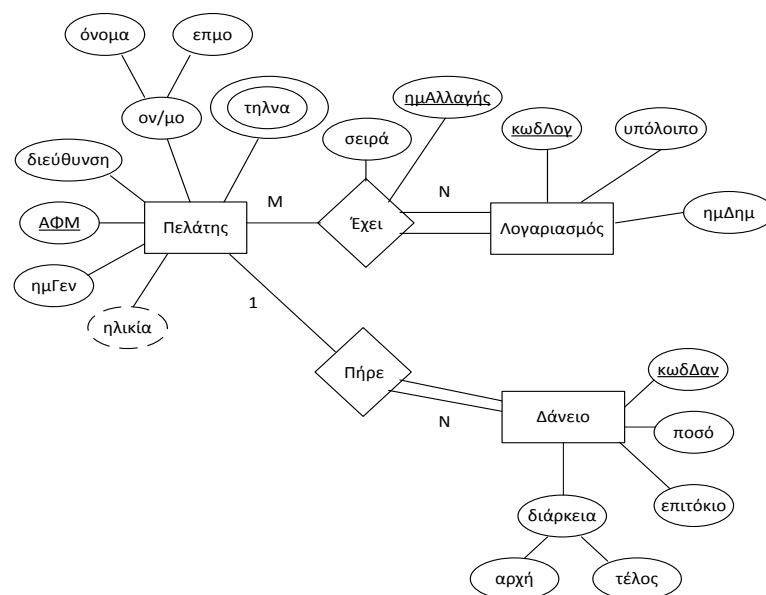 όνομα
επμο
ον/μο
τηλνα
ημΑλλαγής
σειρά
κωδΛογ
υπόλοιπο
διεύθυνση
ΑΦΜ
Πελάτης
Μ
Έχει
Ν
Λογαριασμός
ημΔημ
ημΓεν
ηλικία
1
Πήρε
Ν
κωδΔαν
Δάνειο
ποσό
επιτόκιο
διάρκεια
αρχή
τέλος